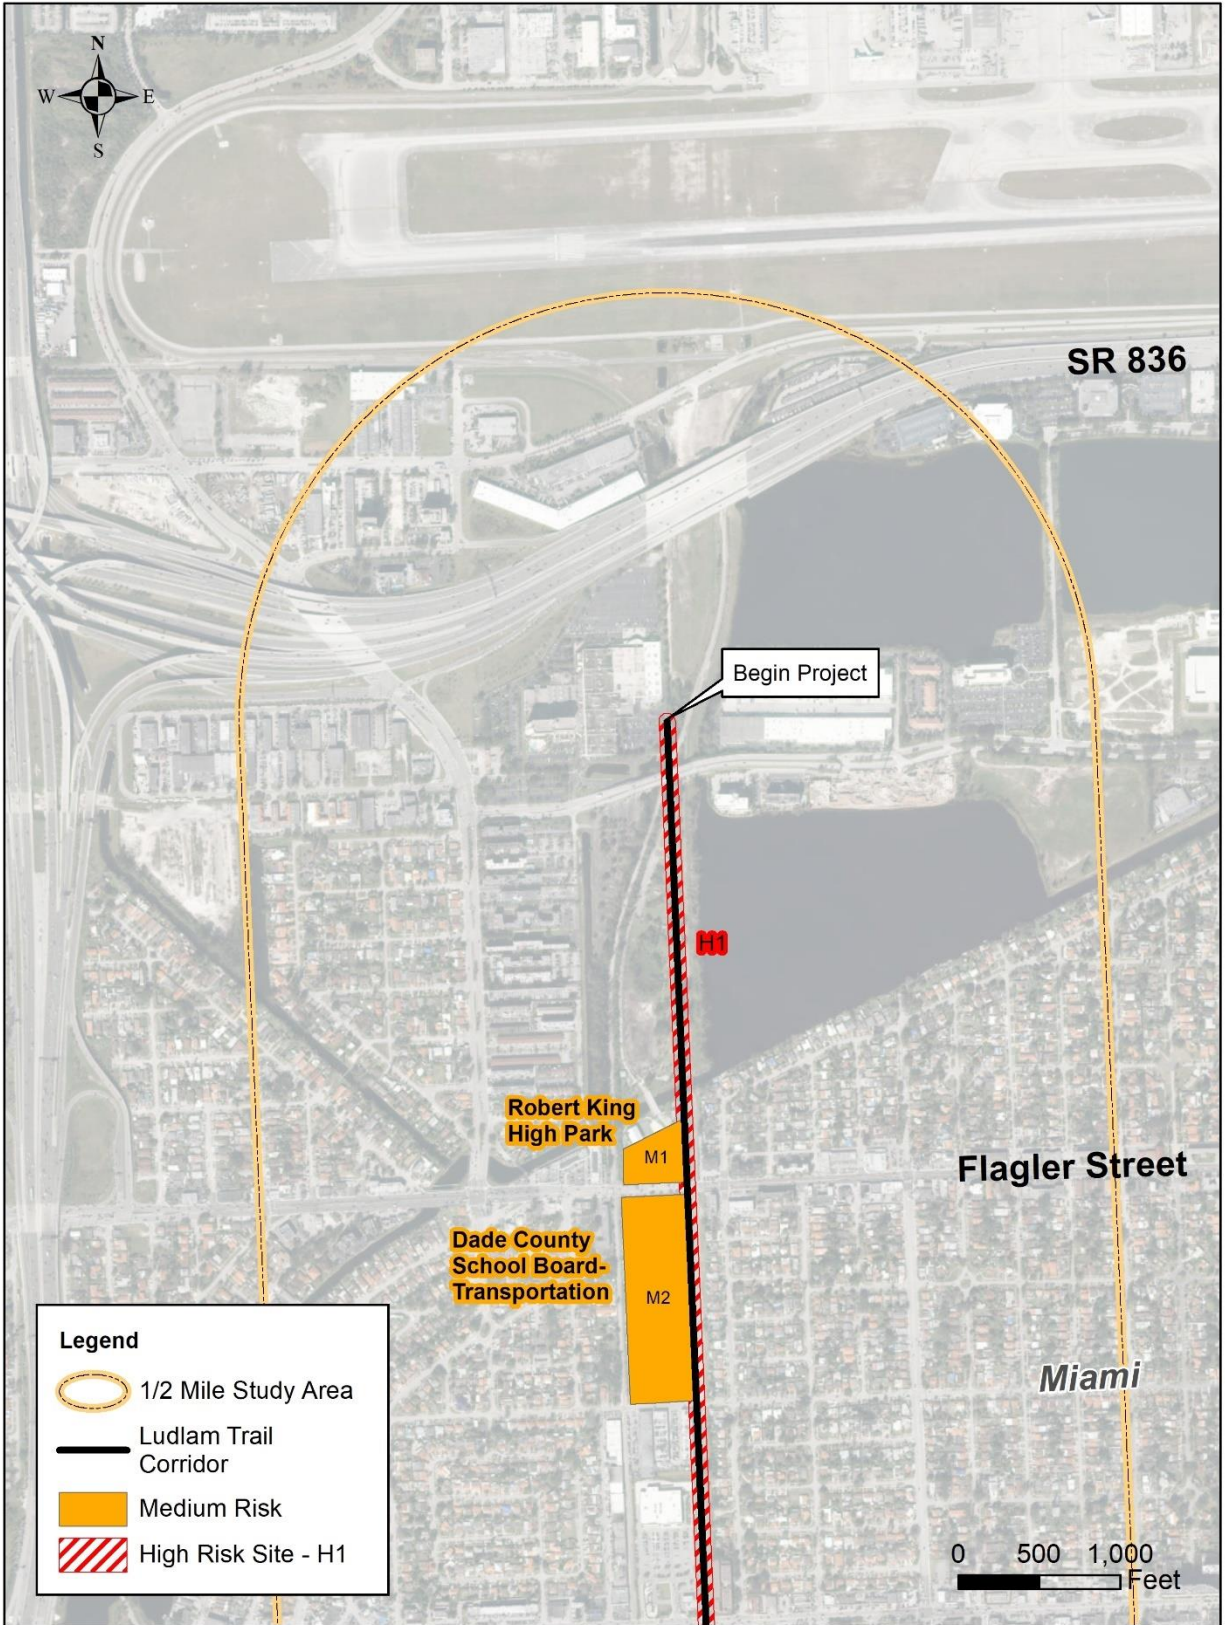 N
W E
S
SR 836
Begin Project
H1
Robert King
High Park
M1
Flagler Street
Dade County
School Board-
Transportation
M2
Miami
Legend
1/2 Mile Study Area
Ludlam Trail
Corridor
Medium Risk
High Risk Site - H1
0 500 1,000
Feet